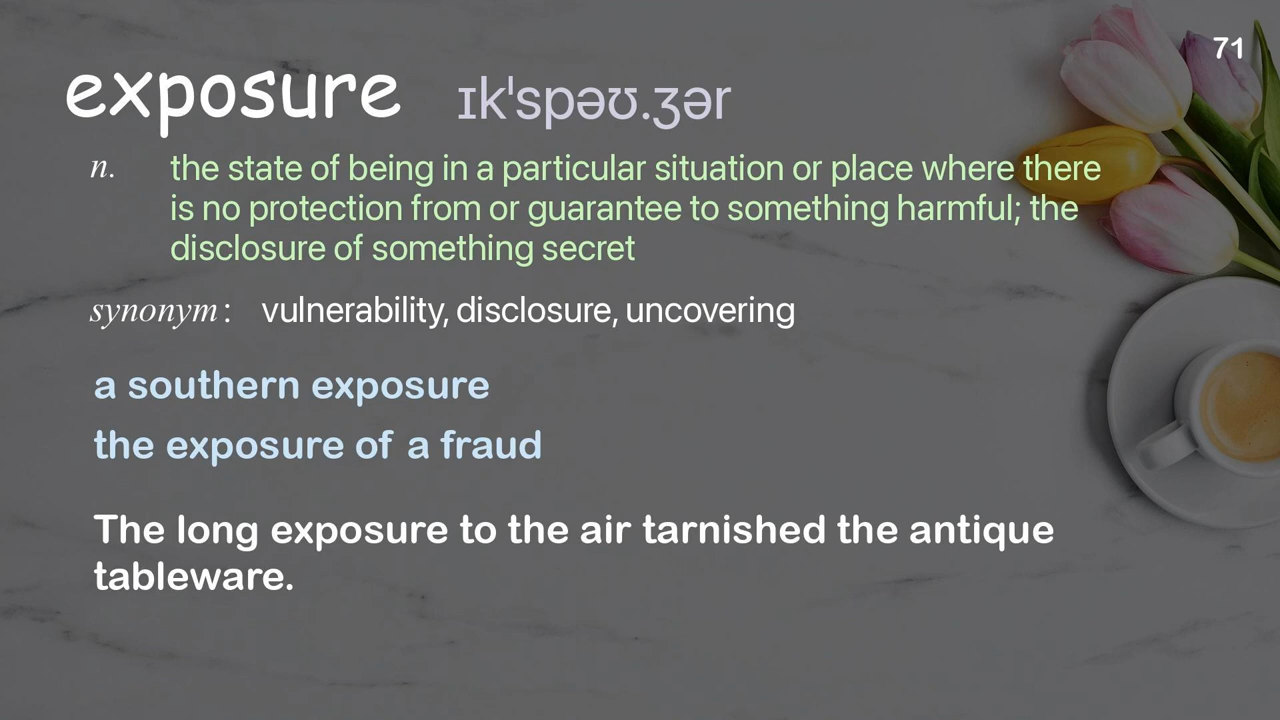 71
exposure ɪkˈspəʊ.ʒər
n. the state of being in a particular situation or place where there
is no protection from or guarantee to something harmful; the
disclosure of something secret
synonym: vulnerability, disclosure, uncovering
a southern exposure
the exposure of a fraud
The long exposure to the air tarnished the antique
tableware.